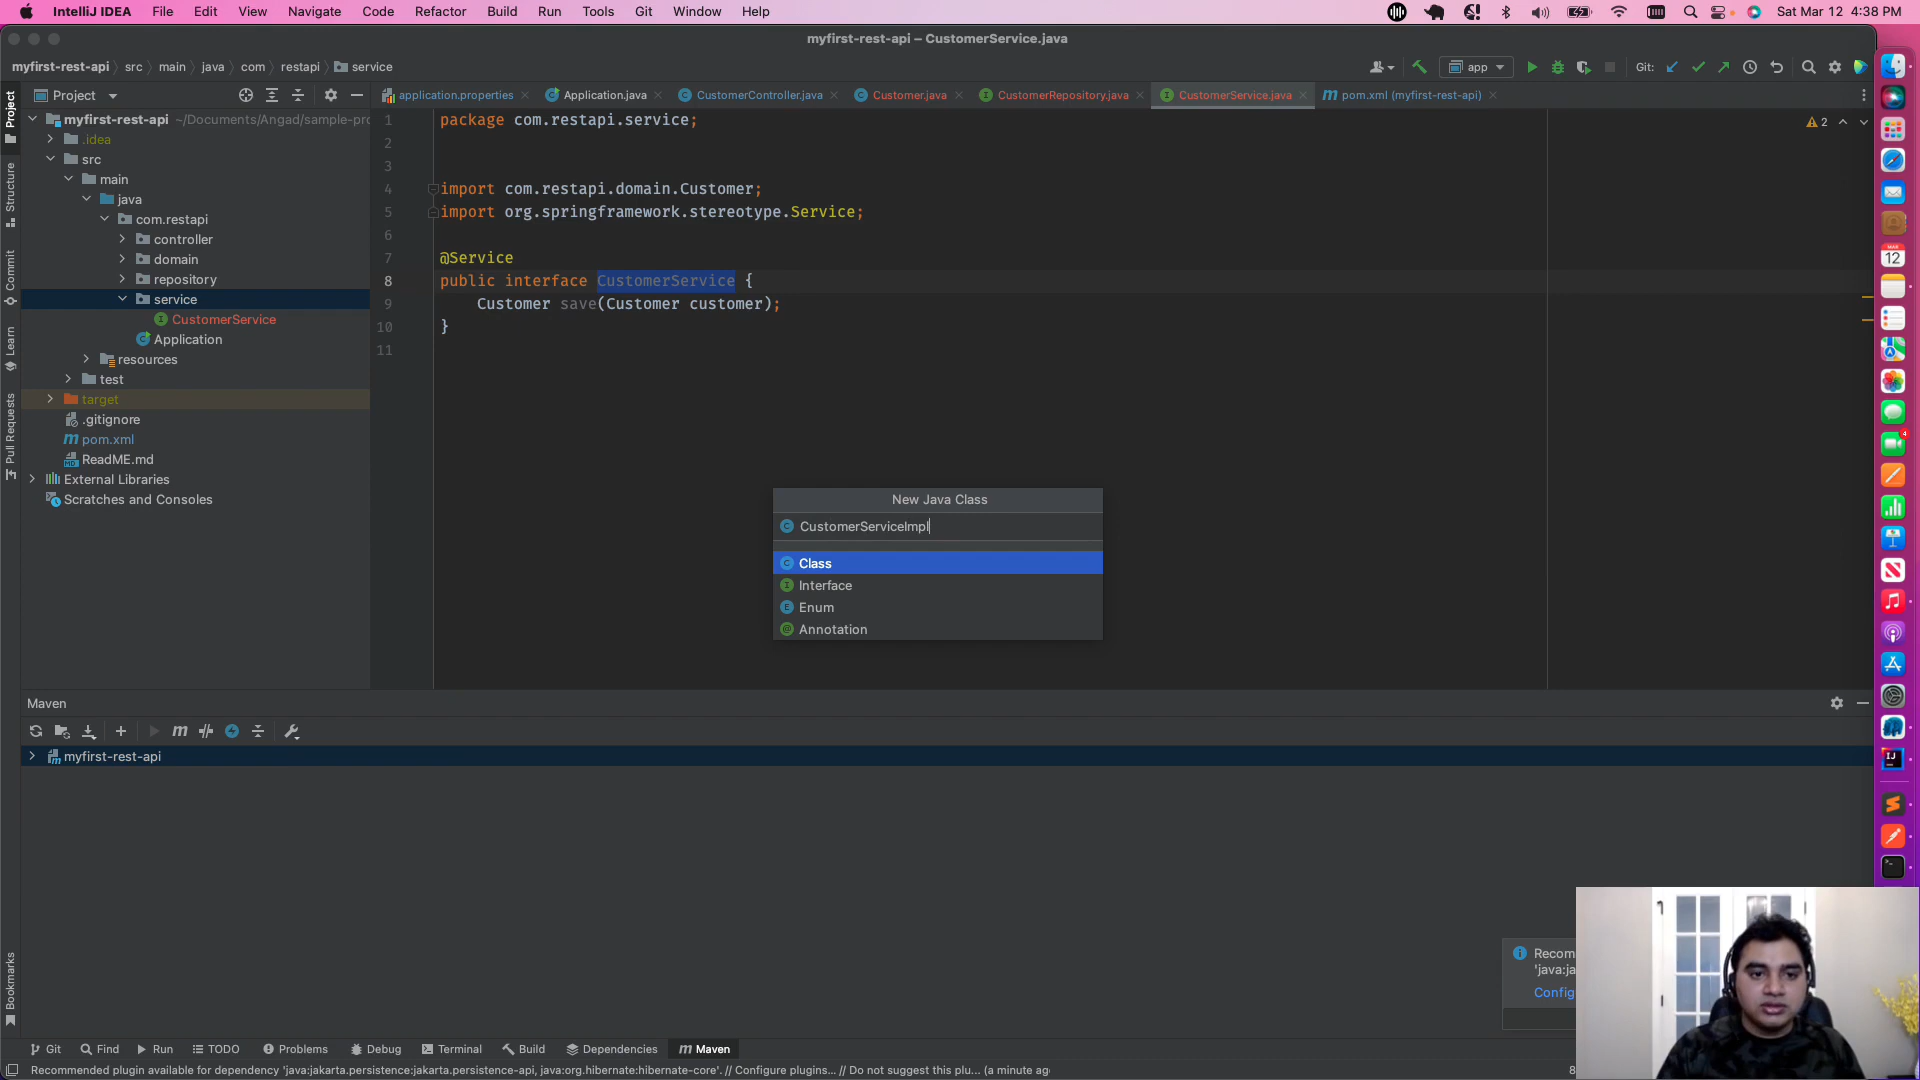 IntelliJ IDEA File Edit View Navigate Code Refactor Build Run Tools Git Window Help Sat Mar 12 4:38 PM
myfirst-rest-api – CustomerService.java
myfirst-rest-api src main java com restapi service
app Git:
Project
application.properties Application.java CustomerController.java Customer.java CustomerRepository.java CustomerService.java pom.xml (myfirst-rest-api)
myfirst-rest-api ~/Documents/Angad/sample-pro
.idea
src
main
java
com.restapi
controller
domain
repository
service
CustomerService
Application
resources
test
target
.gitignore
pom.xml
ReadME.md
External Libraries
Scratches and Consoles
Project
Structure
Commit
Learn
Pull Requests
Bookmarks
1 package com.restapi.service;
2
3
4 import com.restapi.domain.Customer;
5 import org.springframework.stereotype.Service;
6
7 @Service
8 public interface CustomerService {
9 Customer save(Customer customer);
10 }
11
2
New Java Class
CustomerServiceImpl
Class
Interface
Enum
Annotation
MAR
12
4
Maven
myfirst-rest-api
Recom
'java:ja
Config
Git Find Run TODO Problems Debug Terminal Build Dependencies Maven
Recommended plugin available for dependency 'java:jakarta.persistence:jakarta.persistence-api, java:org.hibernate:hibernate-core'. // Configure plugins... // Do not suggest this plu... (a minute ago
8